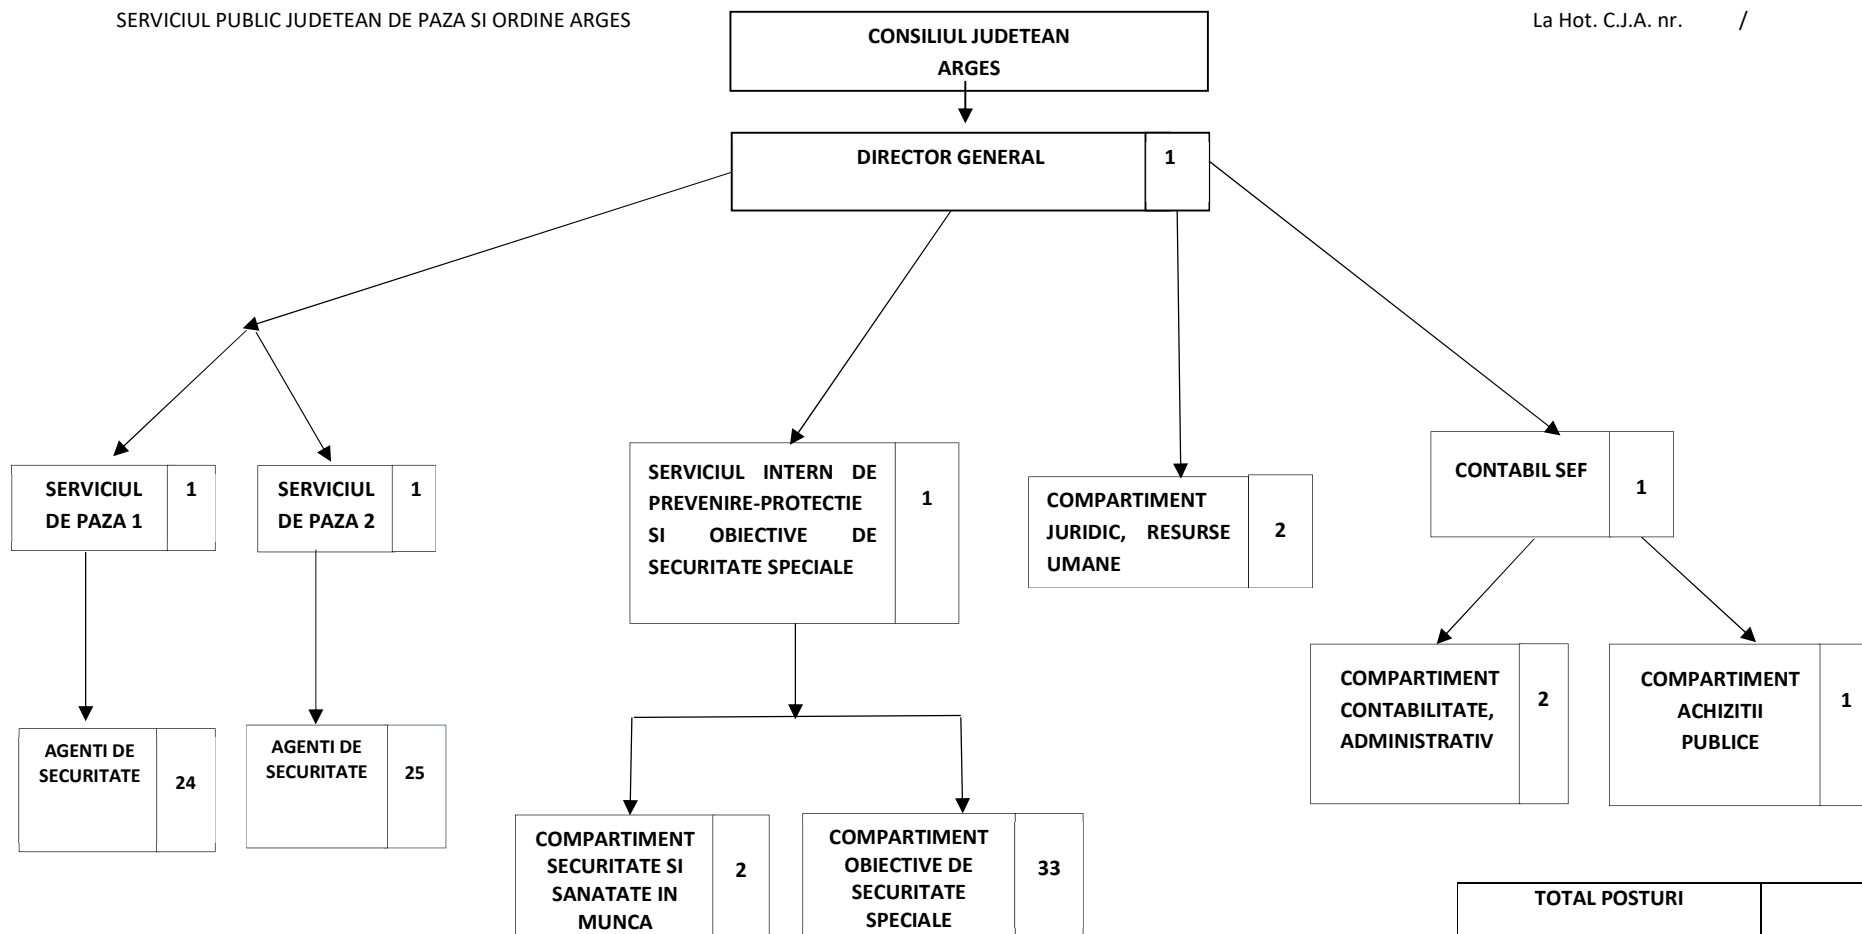 SERVICIUL PUBLIC JUDETEAN DE PAZA SI ORDINE ARGES
La Hot. C.J.A. nr. /
CONSILIUL JUDETEAN
ARGES
DIRECTOR GENERAL
1
SERVICIUL
DE PAZA 1
1
SERVICIUL
DE PAZA 2
1
SERVICIUL INTERN DE
PREVENIRE-PROTECTIE
SI OBIECTIVE DE
SECURITATE SPECIALE
1
COMPARTIMENT
JURIDIC, RESURSE
UMANE
2
CONTABIL SEF
1
AGENTI DE
SECURITATE
24
AGENTI DE
SECURITATE
25
COMPARTIMENT
CONTABILITATE,
ADMINISTRATIV
2
COMPARTIMENT
ACHIZITII
PUBLICE
1
COMPARTIMENT
SECURITATE SI
SANATATE IN
MUNCA
2
COMPARTIMENT
OBIECTIVE DE
SECURITATE
SPECIALE
33
TOTAL POSTURI